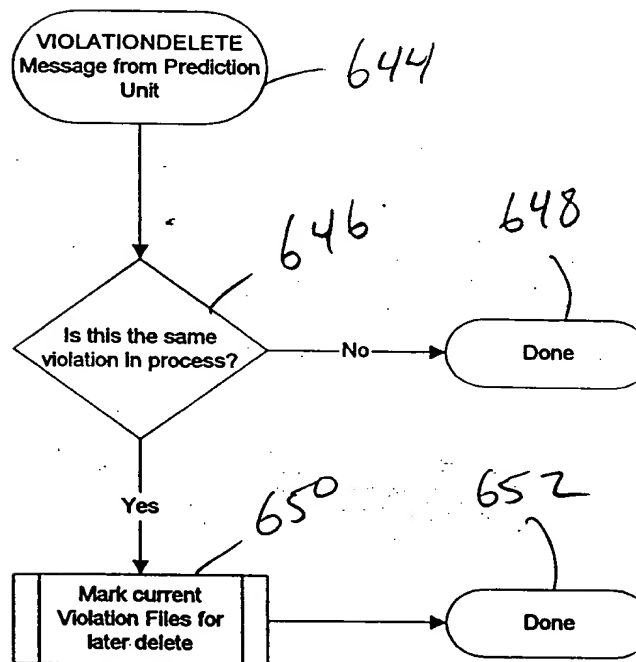 VIOLATIONDELETE
Message from Prediction
Unit
644
646
648
Is this the same
violation in process?
No
Done
Yes
650
652
Mark current
Violation Files for
later delete
Done